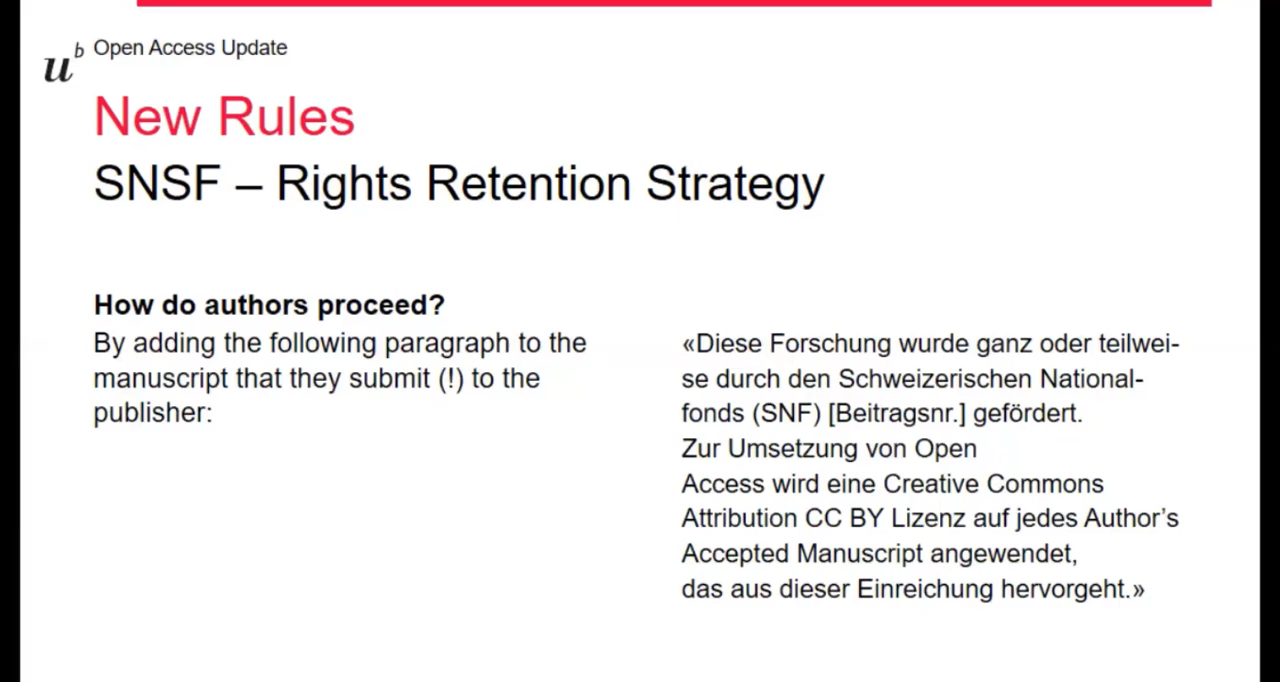 u^b Open Access Update
New Rules
SNSF – Rights Retention Strategy
How do authors proceed?
By adding the following paragraph to the
manuscript that they submit (!) to the
publisher:
«Diese Forschung wurde ganz oder teilwei-
se durch den Schweizerischen National-
fonds (SNF) [Beitragsnr.] gefördert.
Zur Umsetzung von Open
Access wird eine Creative Commons
Attribution CC BY Lizenz auf jedes Author’s
Accepted Manuscript angewendet,
das aus dieser Einreichung hervorgeht.»